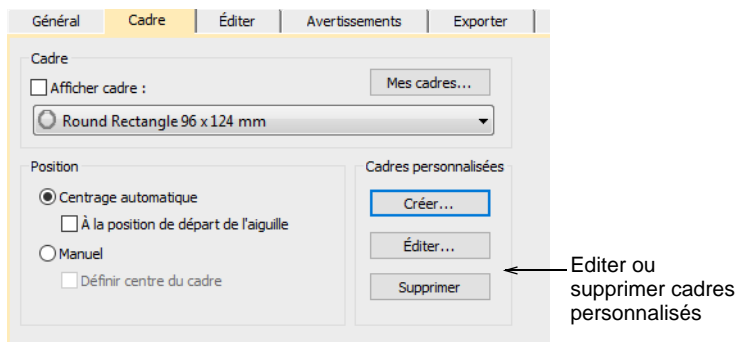 Général Cadre Éditer Avertissements Exporter
Cadre
Afficher cadre :
Mes cadres...
Round Rectangle 96 x 124 mm
Position
Centrage automatique
À la position de départ de l'aiguille
Manuel
Définir centre du cadre
Cadres personnalisées
Créer...
Éditer...
Supprimer
Editer ou
supprimer cadres
personnalisés